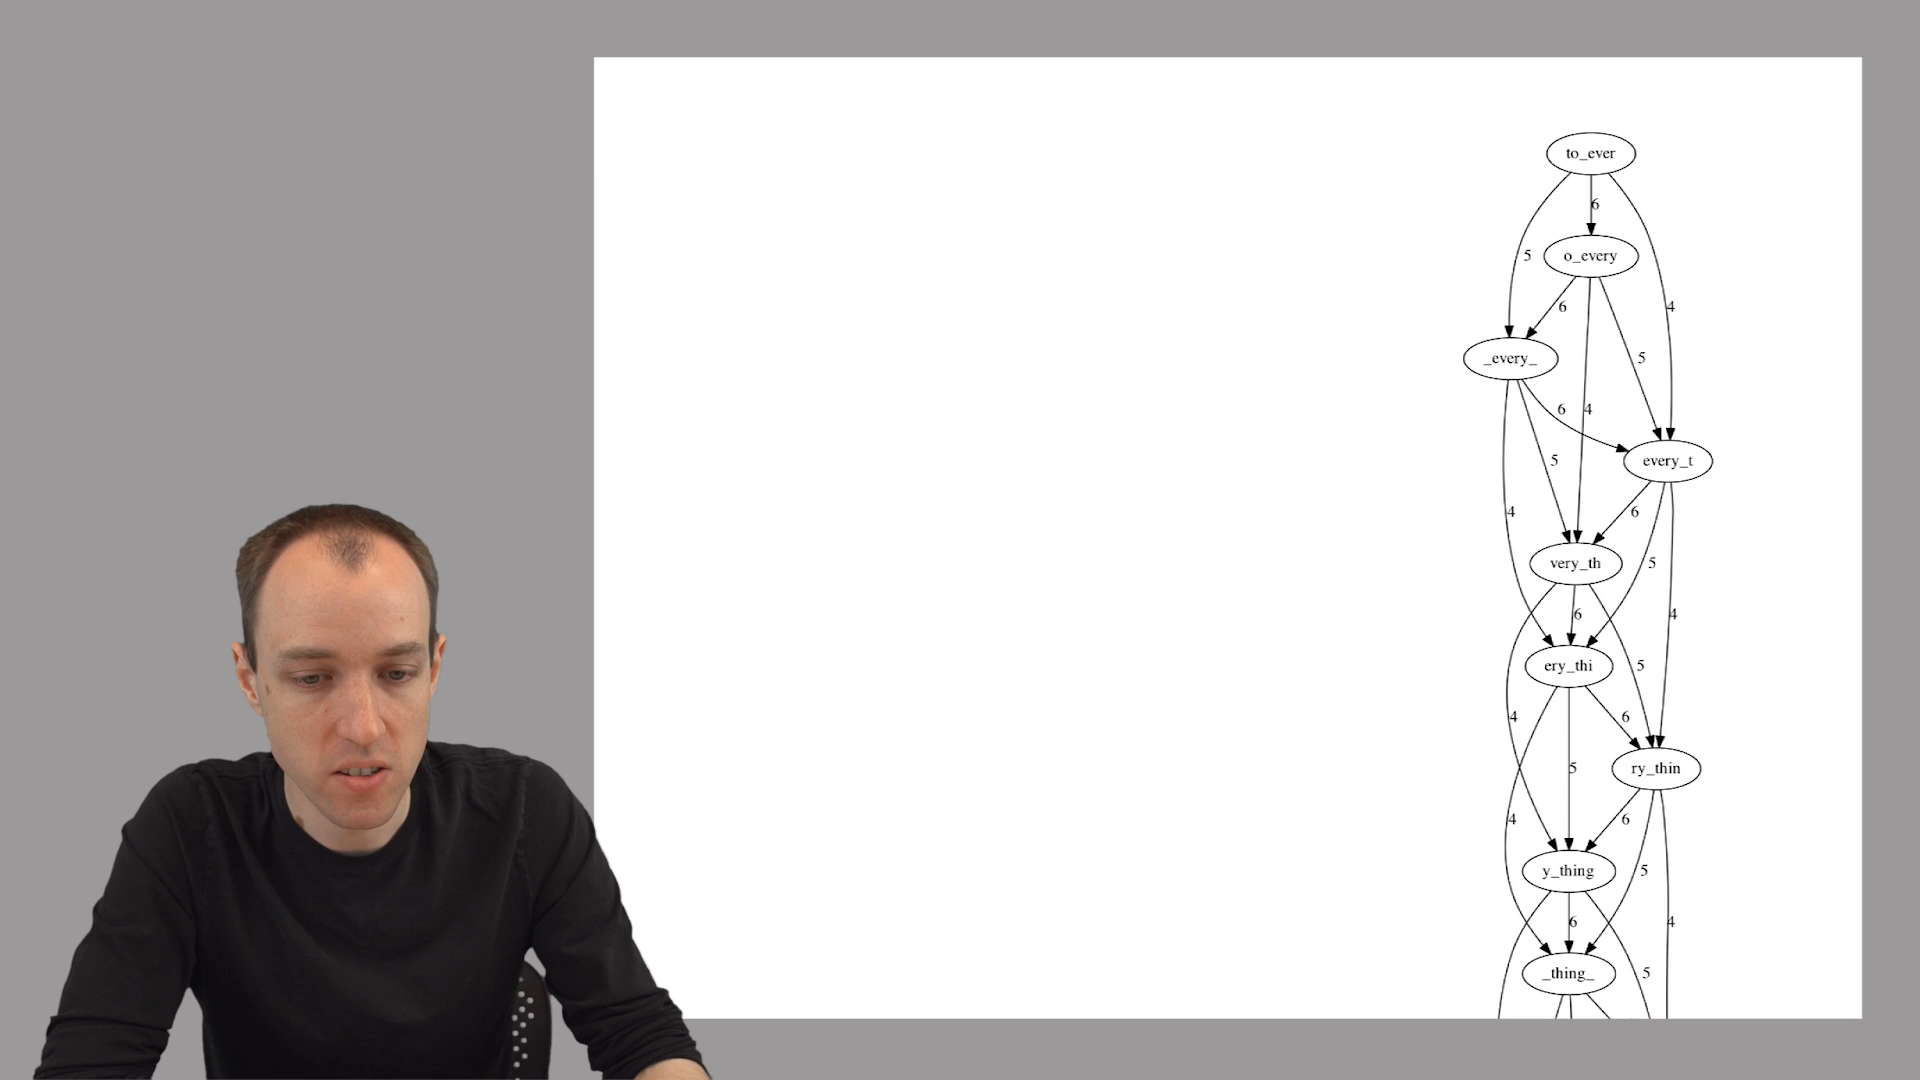 to_ever
6
5 o_every
6 4
_every_ 5
6 4
5 every_t
4 6
very_th 5
6 4
ery_thi 5
4 6
5 ry_thin
4 6
y_thing 5
6 4
_thing_ 5